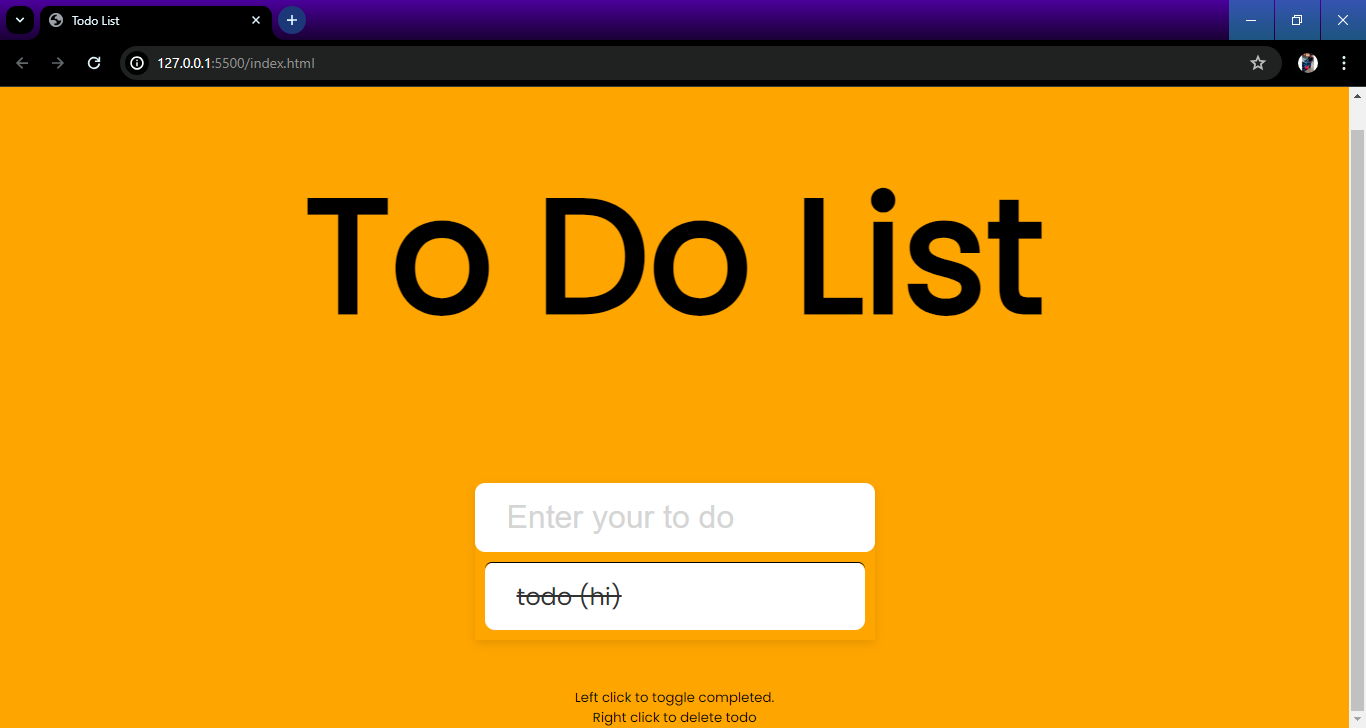 Todo List
127.0.0.1:5500/index.html
To Do List
Enter your to do
todo (hi)
Left click to toggle completed.
Right click to delete todo